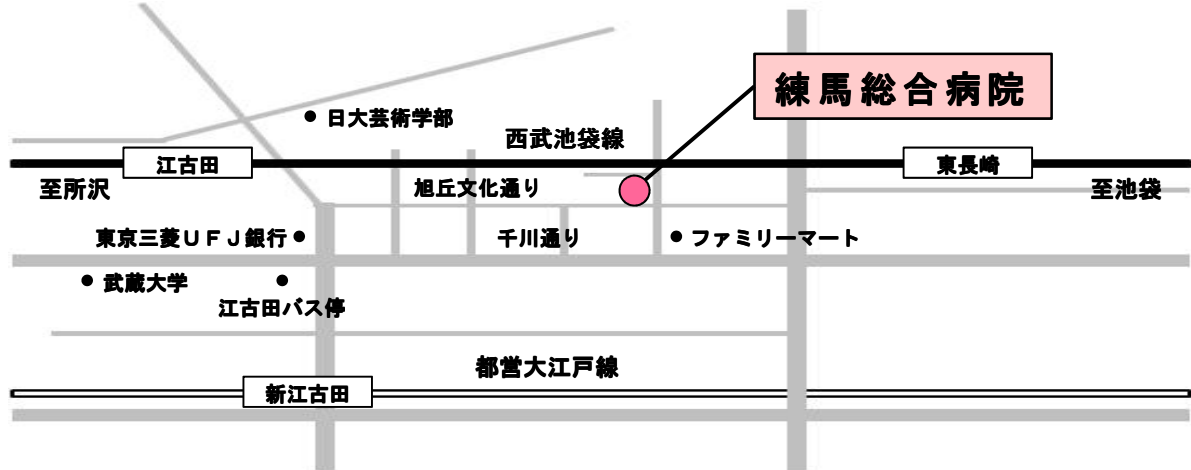 練馬総合病院
日大芸術学部
西武池袋線
江古田
東長崎
至所沢
旭丘文化通り
至池袋
東京三菱UFJ銀行
千川通り
ファミリーマート
武蔵大学
江古田バス停
都営大江戸線
新江古田